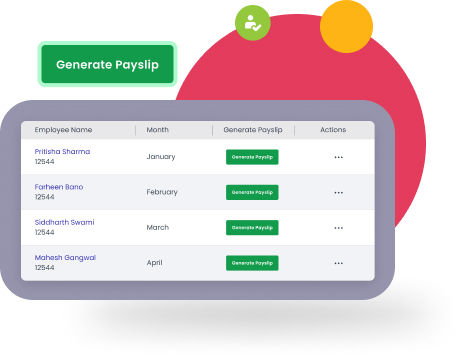 Generate Payslip
Employee Name Month Generate Payslip Actions
Pritisha Sharma
12544 January Generate Payslip
Farheen Bano
12544 February Generate Payslip
Siddharth Swami
12544 March Generate Payslip
Mahesh Gangwal
12544 April Generate Payslip